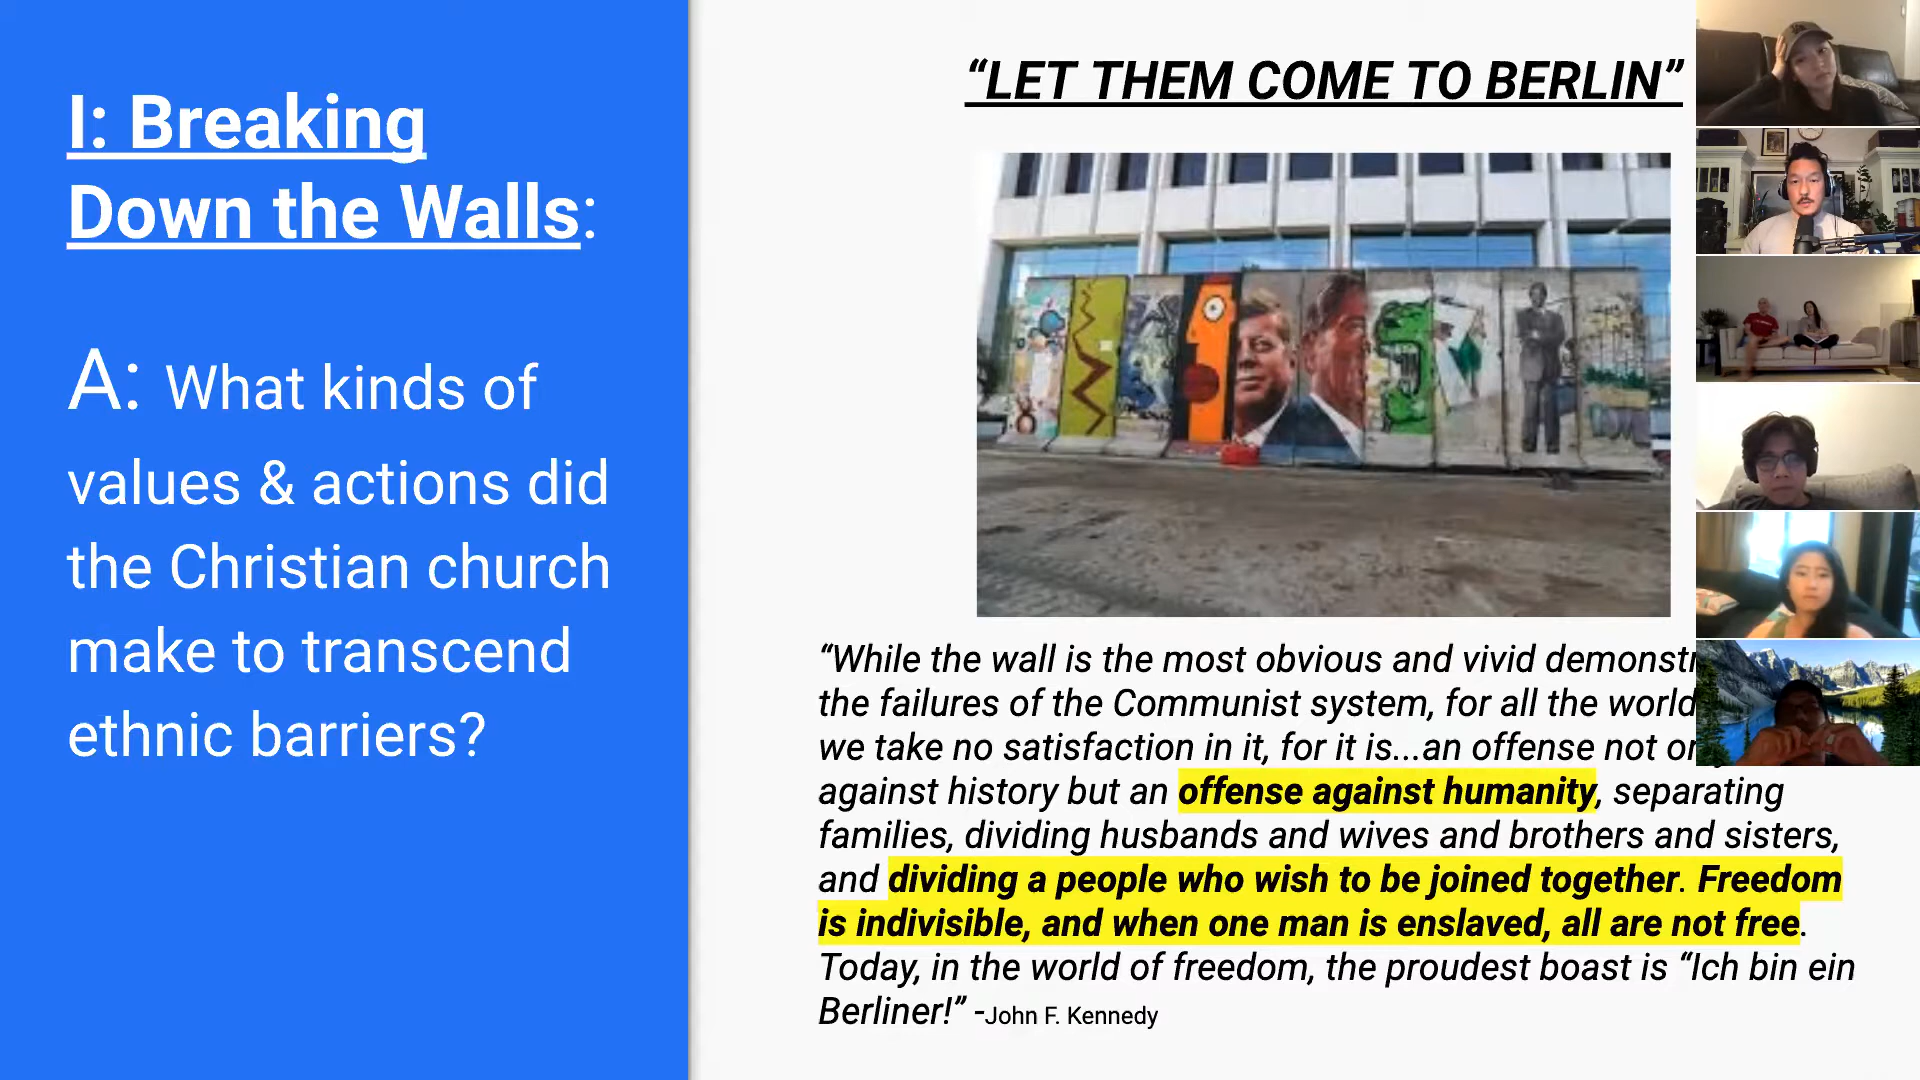 I: Breaking
Down the Walls:
A: What kinds of
values & actions did
the Christian church
make to transcend
ethnic barriers?
“LET THEM COME TO BERLIN”
“While the wall is the most obvious and vivid
the failures of the Communist system, for all the world
we take no satisfaction in it, for it is...an offense not
against history but an offense against humanity, separating
families, dividing husbands and wives and brothers and sisters,
and dividing a people who wish to be joined together. Freedom
is indivisible, and when one man is enslaved, all are not free.
Today, in the world of freedom, the proudest boast is “Ich bin ein
Berliner!” -John F. Kennedy